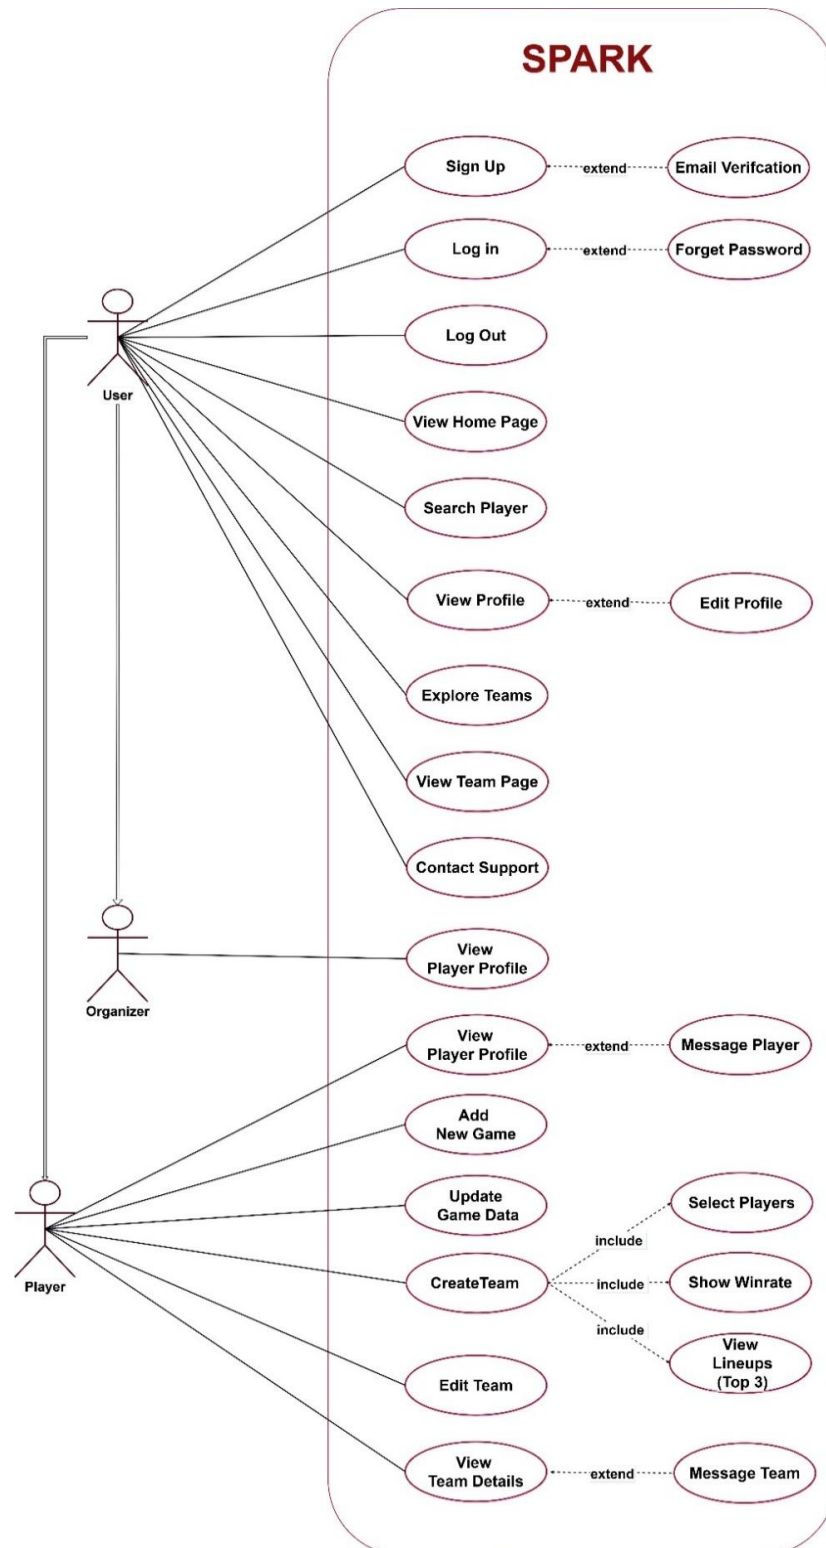 SPARK
Sign Up
extend
Email Verifcation
Log in
extend
Forget Password
Log Out
User
View Home Page
Search Player
View Profile
extend
Edit Profile
Explore Teams
View Team Page
Contact Support
View
Player Profile
Organizer
View
Player Profile
extend
Message Player
Add
New Game
Update
Game Data
Select Players
include
Player
CreateTeam
include
Show Winrate
include
View
Lineups
(Top 3)
Edit Team
View
Team Details
extend
Message Team